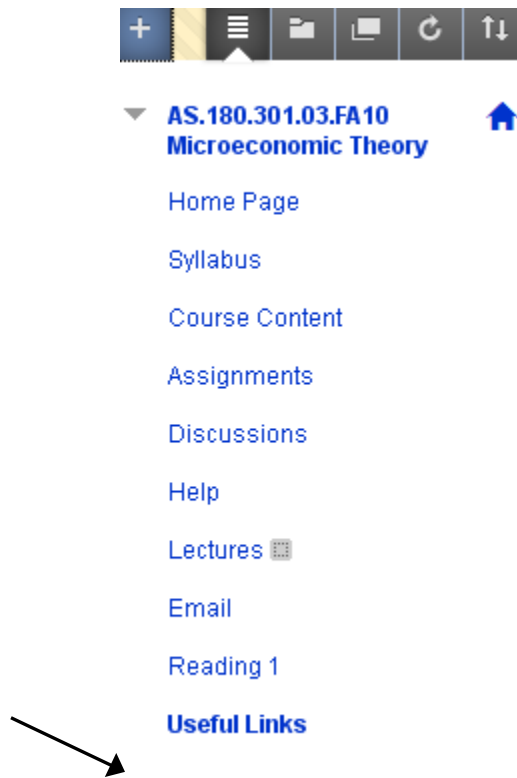 AS.180.301.03.FA10
Microeconomic Theory
Home Page
Syllabus
Course Content
Assignments
Discussions
Help
Lectures
Email
Reading 1
Useful Links